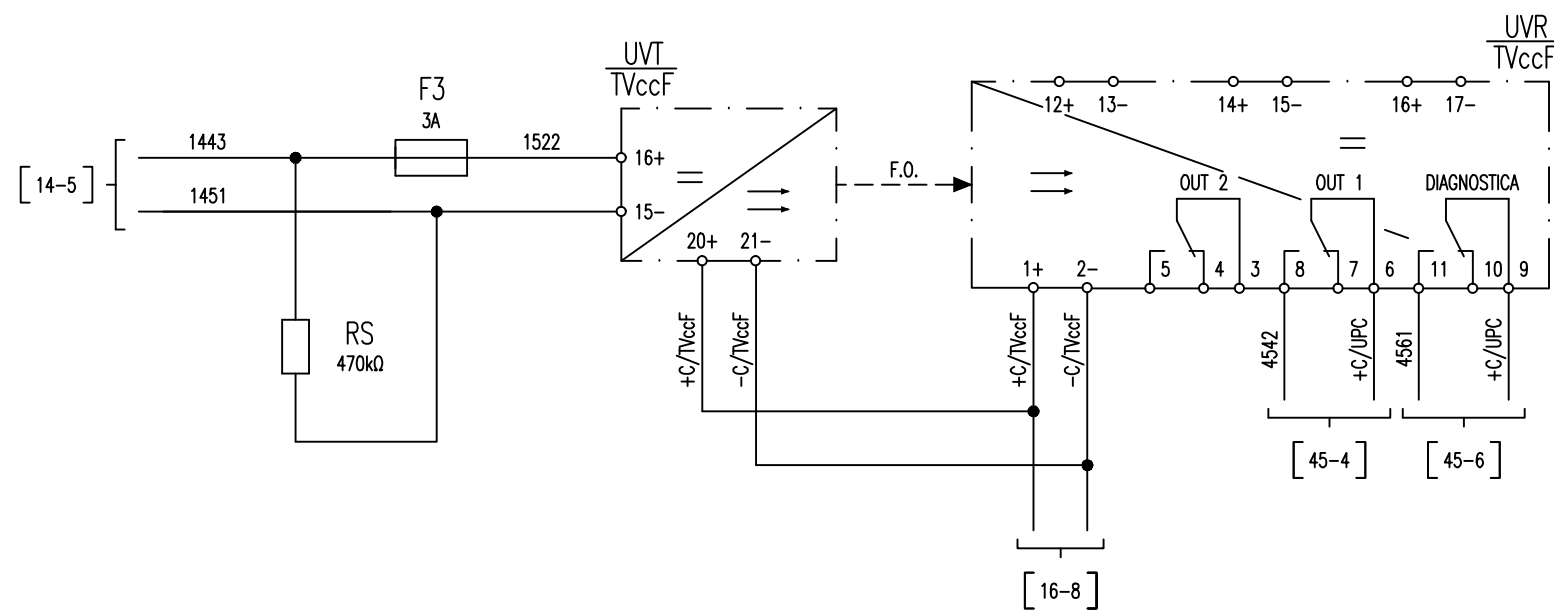 UVT
TVccF
UVR
TVccF
F3
3A
12+ 13- 14+ 15- 16+ 17-
1443 1522 16+
[14-5]
F.O.
1451 15-
OUT 2 OUT 1 DIAGNOSTICA
20+ 21-
1+ 2- 5 4 3 8 7 6 11 10 9
RS
470kΩ
+C/TVccF -C/TVccF +C/TVccF -C/TVccF 4542 +C/UPC 4561 +C/UPC
[45-4] [45-6]
[16-8]